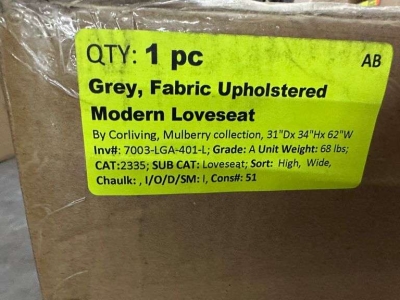 QTY: 1 pc AB
Grey, Fabric Upholstered
Modern Loveseat
By Corliving, Mulberry collection, 31"Dx 34"Hx 62"W
Inv#: 7003-LGA-401-L; Grade: A Unit Weight: 68 lbs;
CAT:2335; SUB CAT: Loveseat; Sort: High, Wide,
Chaulk: , I/O/D/SM: I, Cons#: 51